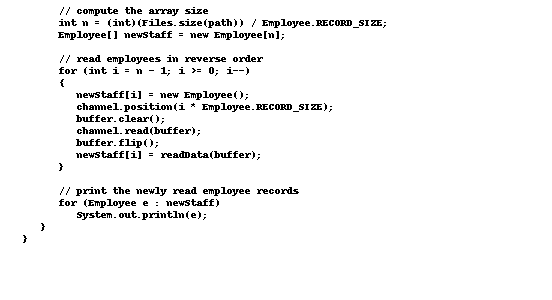 // compute the array size
int n = (int)(Files.size(path)) / Employee.RECORD_SIZE;
Employee[] newStaff = new Employee[n];
// read employees in reverse order
for (int i = n - 1; i >= 0; i--)
{
newStaff[i] = new Employee();
channel.position(i * Employee.RECORD_SIZE);
buffer.clear();
channel.read(buffer);
buffer.flip();
newStaff[i] = readData(buffer);
}
// print the newly read employee records
for (Employee e : newStaff)
System.out.println(e);
}
}